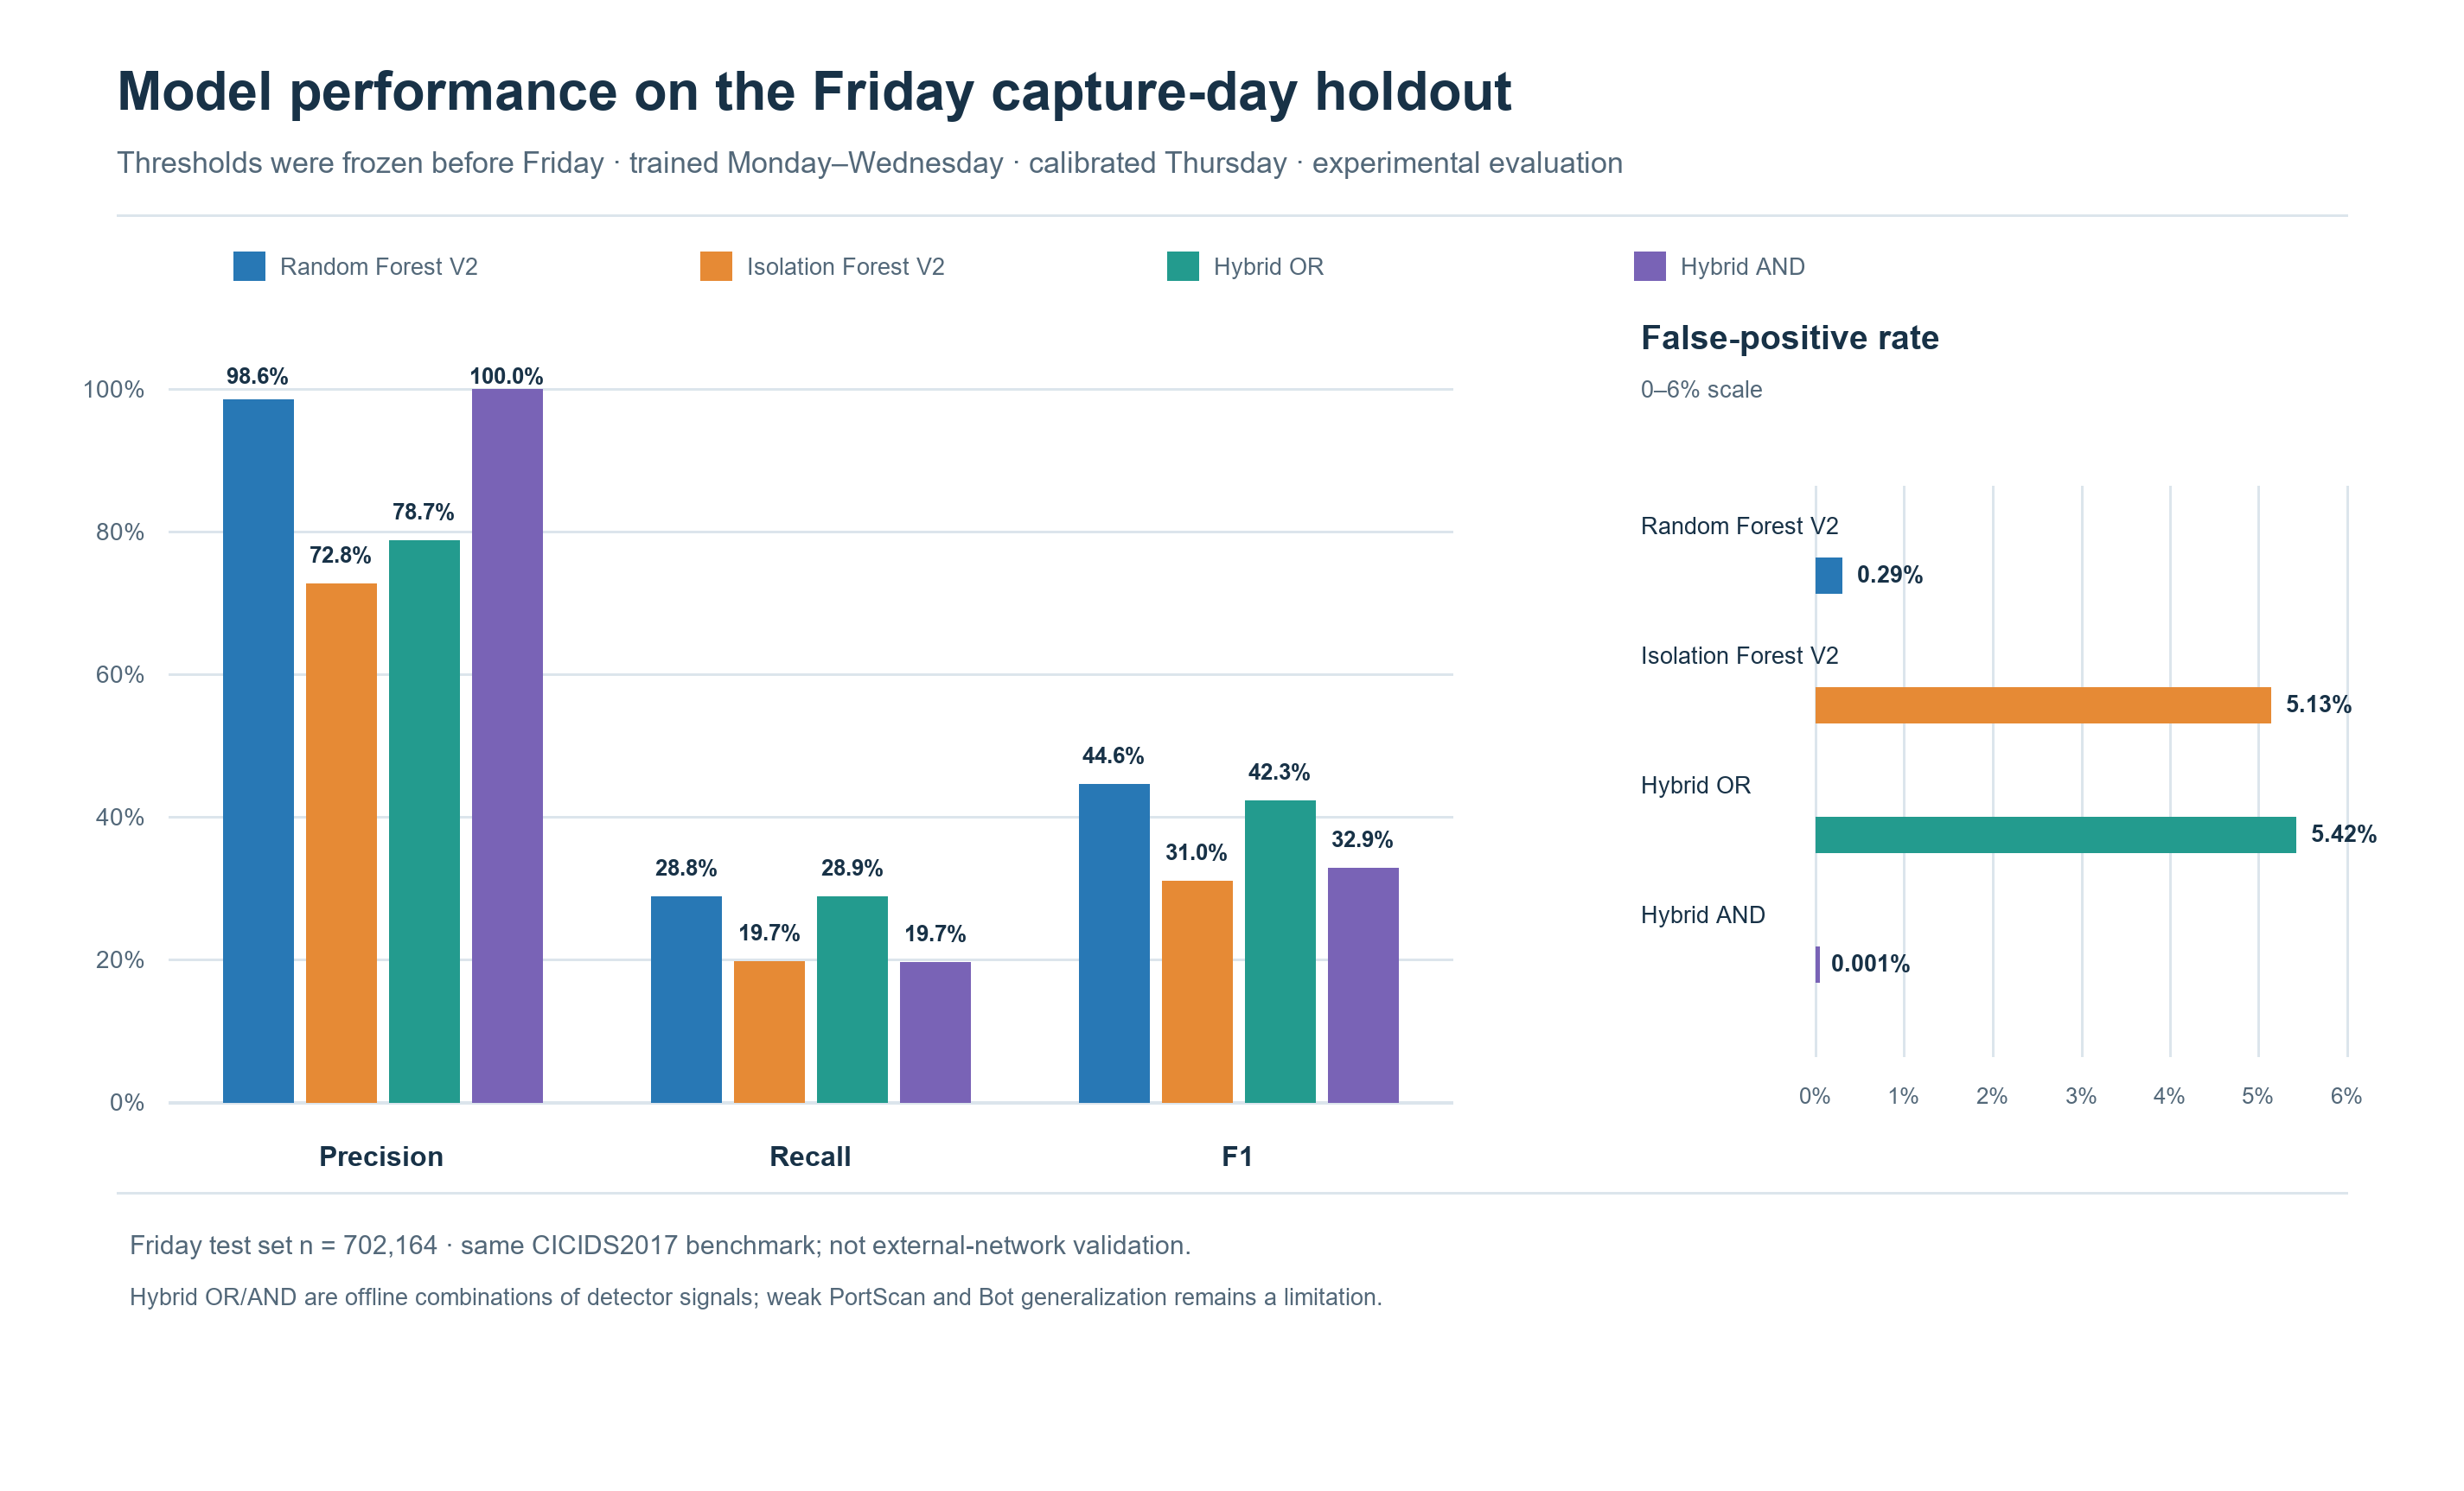 Model performance on the Friday capture-day holdout
Thresholds were frozen before Friday · trained Monday–Wednesday · calibrated Thursday · experimental evaluation
Random Forest V2
Isolation Forest V2
Hybrid OR
Hybrid AND
100%
80%
60%
40%
20%
0%
98.6%
72.8%
78.7%
100.0%
28.8%
19.7%
28.9%
19.7%
44.6%
31.0%
42.3%
32.9%
Precision
Recall
F1
False-positive rate
0–6% scale
Random Forest V2
0.29%
Isolation Forest V2
5.13%
Hybrid OR
5.42%
Hybrid AND
0.001%
0%
1%
2%
3%
4%
5%
6%
Friday test set n = 702,164 · same CICIDS2017 benchmark; not external-network validation.
Hybrid OR/AND are offline combinations of detector signals; weak PortScan and Bot generalization remains a limitation.